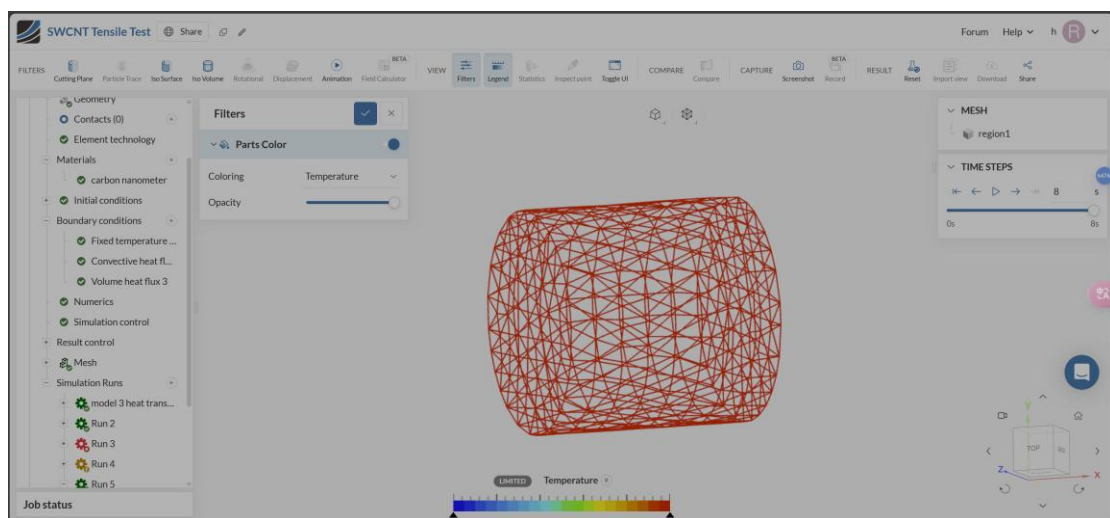 SWCNT Tensile Test Share Forum Help h R
FILTERS Cutting Plane Particle Trace Iso Surface Iso Volume Rotational Displacement Animation BETA Field Calculator VIEW Filters Legend Statistics Inspect point Toggle UI COMPARE Compare CAPTURE Screenshot BETA Record RESULT Reset Import view Download Share
Geometry
Contacts (0)
Element technology
Materials
carbon nanometer
Initial conditions
Boundary conditions
Fixed temperature ...
Convective heat fl...
Volume heat flux 3
Numerics
Simulation control
Result control
Mesh
Simulation Runs
model 3 heat trans...
Run 2
Run 3
Run 4
Run 5
Job status
Filters
Parts Color
Coloring Temperature
Opacity
MESH
region1
TIME STEPS
8 s
0s 8s
Y
TOP
Z X
LIMITED Temperature